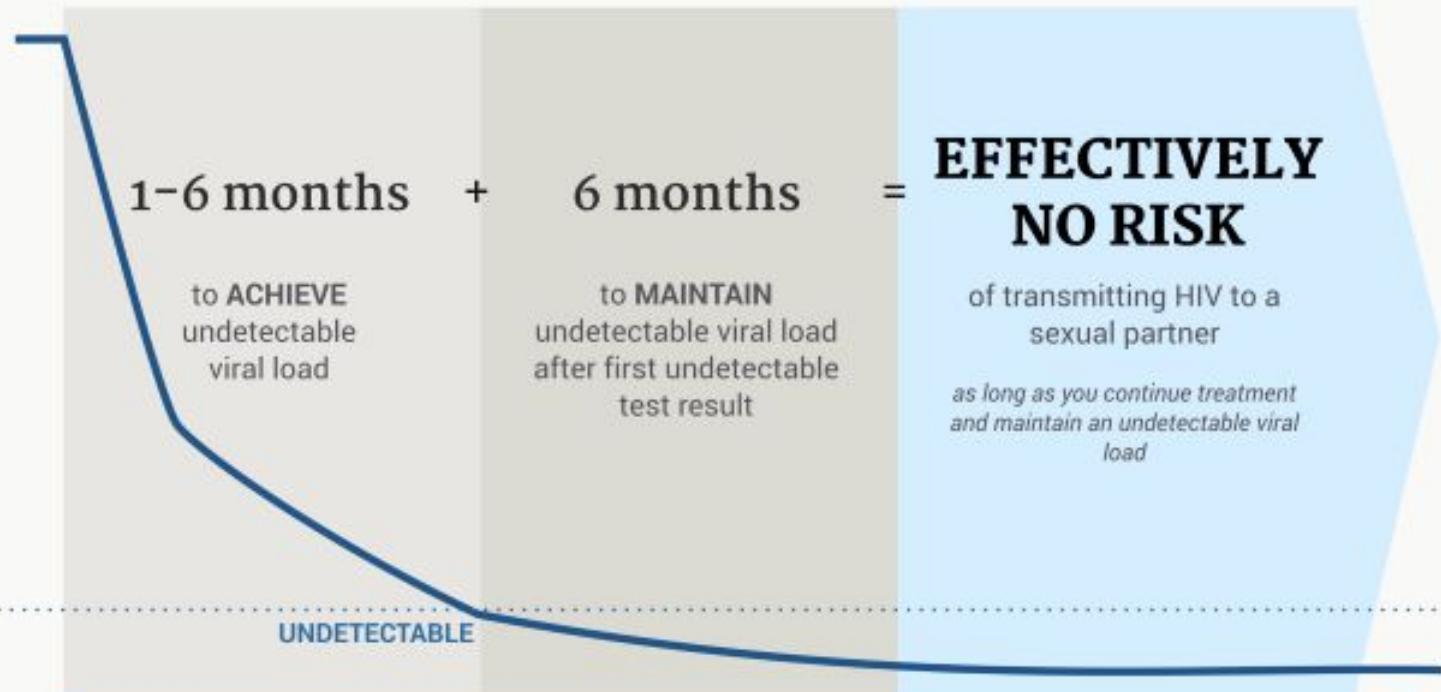 1–6 months + 6 months = EFFECTIVELY
NO RISK
to ACHIEVE
undetectable
viral load
to MAINTAIN
undetectable viral load
after first undetectable
test result
of transmitting HIV to a
sexual partner
as long as you continue treatment
and maintain an undetectable viral
load
UNDETECTABLE